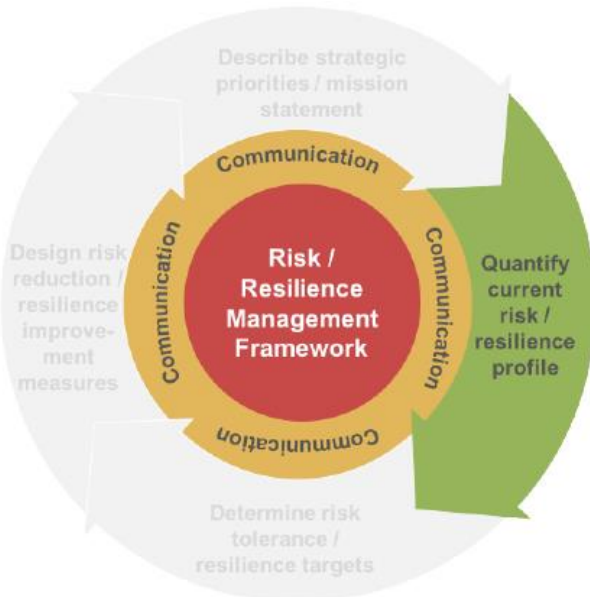 Describe strategic
priorities / mission
statement
Communication
Communication
Communication
Communication
Risk /
Resilience
Management
Framework
Quantify
current
risk /
resilience
profile
Design risk
reduction /
resilience
improve-
ment
measures
Determine risk
tolerance /
resilience targets